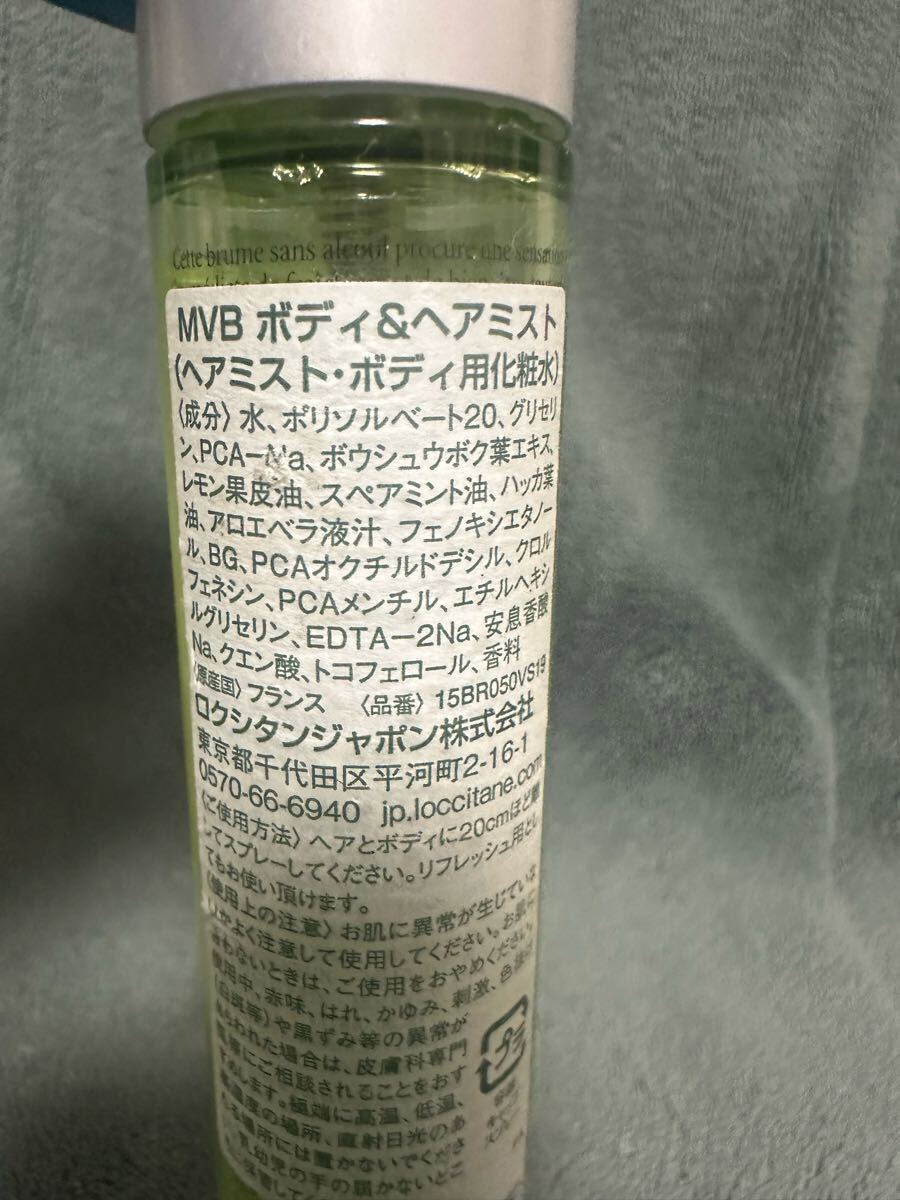 Cette brume sans alcool procure une sensation
MVB ボディ&ヘアミスト
(ヘアミスト・ボディ用化粧水)
〈成分〉水、ポリソルベート20、グリセリ
ン、PCA-Na、ボウシュウボク葉エキス、
レモン果皮油、スペアミント油、ハッカ葉
油、アロエベラ液汁、フェノキシエタノー
ル、BG、PCAオクチルドデシル、クロル
フェネシン、PCAメンチル、エチルヘキシ
ルグリセリン、EDTA-2Na、安息香酸
Na、クエン酸、トコフェロール、香料
〈原産国〉フランス 〈品番〉15BR050VS19
ロクシタンジャポン株式会社
東京都千代田区平河町2-16-1
0570-66-6940 jp.loccitane.com
〈ご使用方法〉ヘアとボディに20cmほど離
してスプレーしてください。リフレッシュ用とし
てもお使い頂けます。
〈使用上の注意〉お肌に異常が生じていな
いかよく注意して使用してください。お肌に
合わないときは、ご使用をおやめください。
使用中、赤味、はれ、かゆみ、刺激、色抜け
(白斑等)や黒ずみ等の異常が
あらわれた場合は、皮膚科専門
医等にご相談されることをおす
すめします。極端に高温、低温、
多湿度の場所、直射日光のあ
たる場所には置かないでくださ
い。乳幼児の手の届かないとこ
プラ